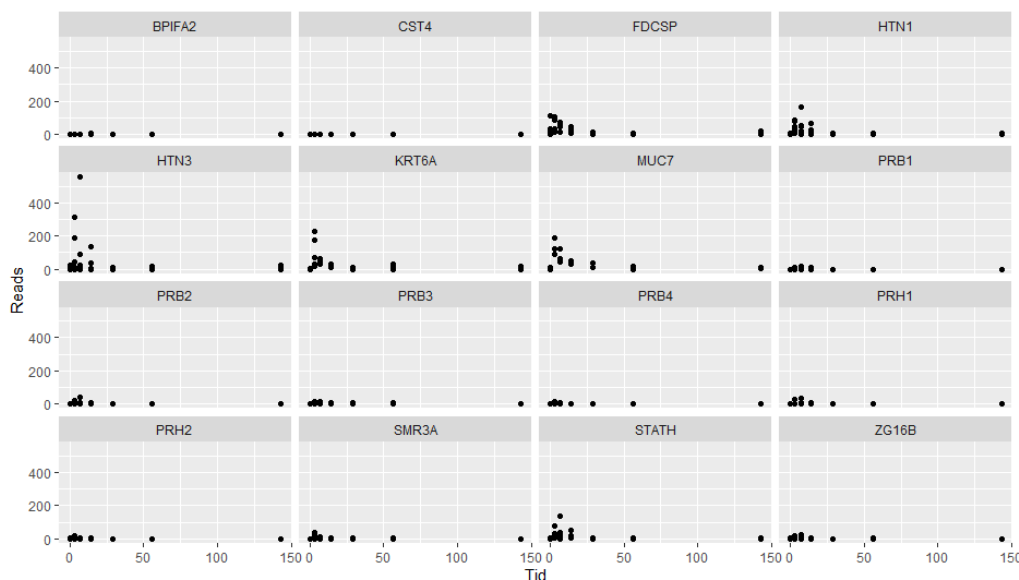 BPIFA2 CST4 FDCSP HTN1
400
200
0
HTN3 KRT6A MUC7 PRB1
400
200
0
PRB2 PRB3 PRB4 PRH1
400
200
0
PRH2 SMR3A STATH ZG16B
400
200
0
0 50 100 150 0 50 100 150 0 50 100 150 0 50 100 150
Tid
Reads